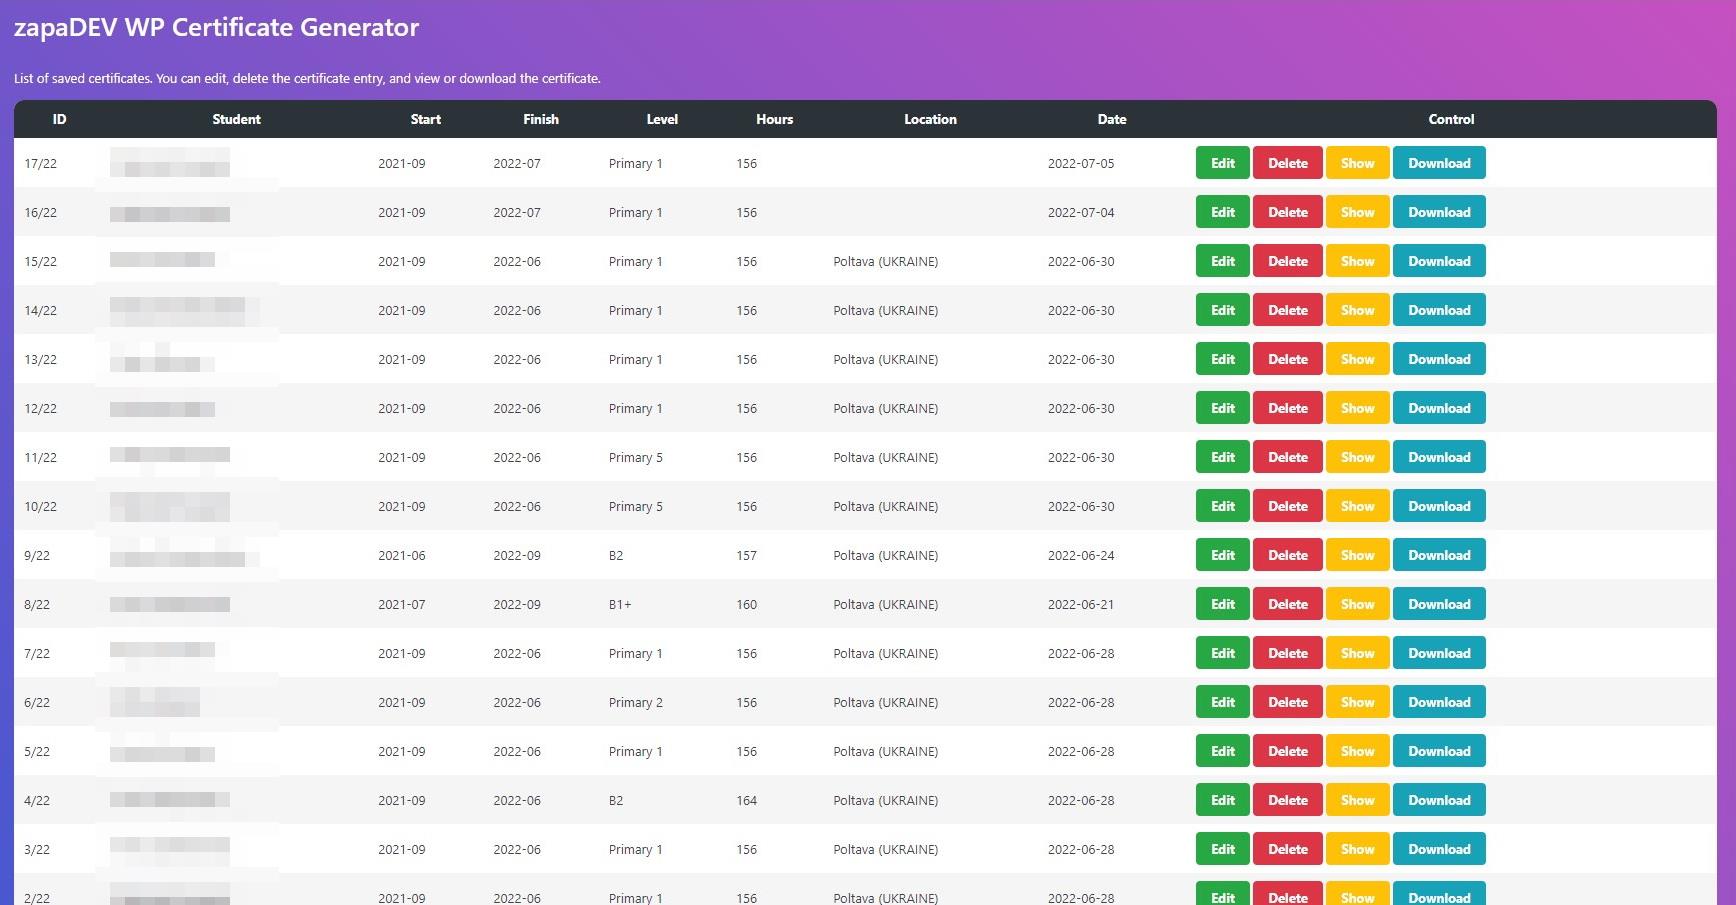 zapaDEV WP Certificate Generator
List of saved certificates. You can edit, delete the certificate entry, and view or download the certificate.
ID Student Start Finish Level Hours Location Date Control
17/22 2021-09 2022-07 Primary 1 156 2022-07-05 Edit Delete Show Download
16/22 2021-09 2022-07 Primary 1 156 2022-07-04 Edit Delete Show Download
15/22 2021-09 2022-06 Primary 1 156 Poltava (UKRAINE) 2022-06-30 Edit Delete Show Download
14/22 2021-09 2022-06 Primary 1 156 Poltava (UKRAINE) 2022-06-30 Edit Delete Show Download
13/22 2021-09 2022-06 Primary 1 156 Poltava (UKRAINE) 2022-06-30 Edit Delete Show Download
12/22 2021-09 2022-06 Primary 1 156 Poltava (UKRAINE) 2022-06-30 Edit Delete Show Download
11/22 2021-09 2022-06 Primary 5 156 Poltava (UKRAINE) 2022-06-30 Edit Delete Show Download
10/22 2021-09 2022-06 Primary 5 156 Poltava (UKRAINE) 2022-06-30 Edit Delete Show Download
9/22 2021-06 2022-09 B2 157 Poltava (UKRAINE) 2022-06-24 Edit Delete Show Download
8/22 2021-07 2022-09 B1+ 160 Poltava (UKRAINE) 2022-06-21 Edit Delete Show Download
7/22 2021-09 2022-06 Primary 1 156 Poltava (UKRAINE) 2022-06-28 Edit Delete Show Download
6/22 2021-09 2022-06 Primary 2 156 Poltava (UKRAINE) 2022-06-28 Edit Delete Show Download
5/22 2021-09 2022-06 Primary 1 156 Poltava (UKRAINE) 2022-06-28 Edit Delete Show Download
4/22 2021-09 2022-06 B2 164 Poltava (UKRAINE) 2022-06-28 Edit Delete Show Download
3/22 2021-09 2022-06 Primary 1 156 Poltava (UKRAINE) 2022-06-28 Edit Delete Show Download
2/22 2021-09 2022-06 Primary 1 156 Poltava (UKRAINE) 2022-06-28 Edit Delete Show Download